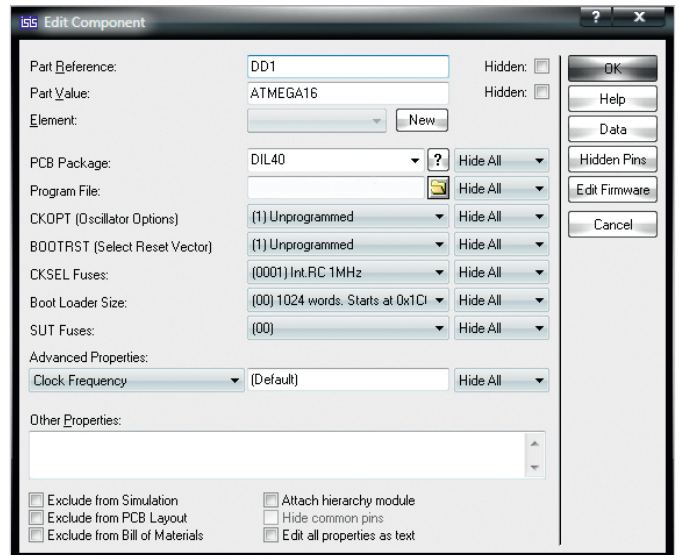 isis Edit Component ? X
Part Reference: DD1 Hidden: OK
Part Value: ATMEGA16 Hidden: Help
Element: New Data
PCB Package: DIL40 ? Hide All Hidden Pins
Program File: Hide All Edit Firmware
CKOPT (Oscillator Options) (1) Unprogrammed Hide All Cancel
BOOTRST (Select Reset Vector) (1) Unprogrammed Hide All
CKSEL Fuses: (0001) Int.RC 1MHz Hide All
Boot Loader Size: (00) 1024 words. Starts at 0x1C Hide All
SUT Fuses: (00) Hide All
Advanced Properties:
Clock Frequency (Default) Hide All
Other Properties:
Exclude from Simulation Attach hierarchy module
Exclude from PCB Layout Hide common pins
Exclude from Bill of Materials Edit all properties as text